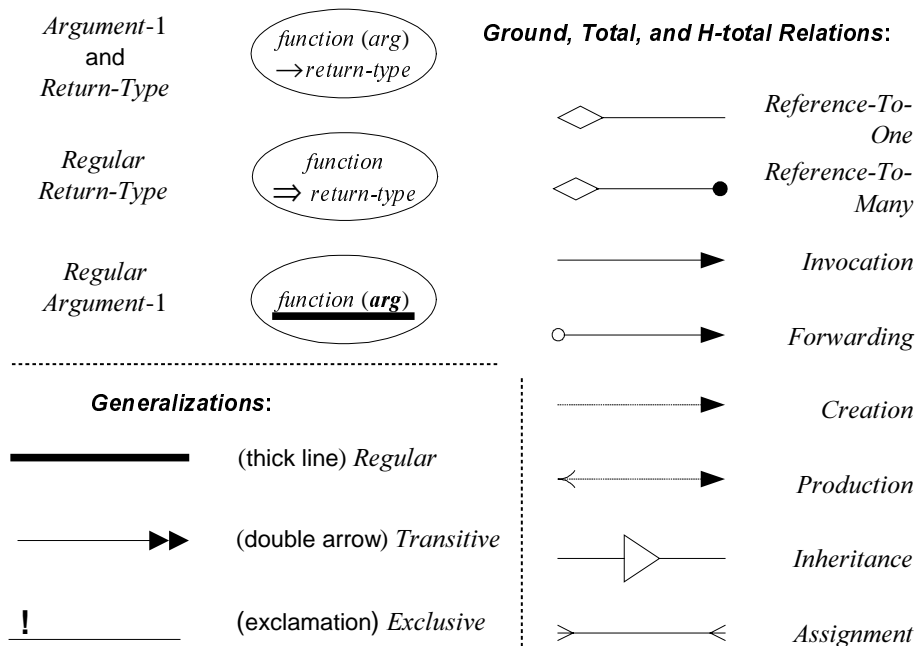 Argument-1
and
Return-Type
function (arg)
→return-type
Regular
Return-Type
function
⇒ return-type
Regular
Argument-1
function (arg)
Generalizations:
(thick line) Regular
(double arrow) Transitive
!
(exclamation) Exclusive
Ground, Total, and H-total Relations:
Reference-To-
One
Reference-To-
Many
Invocation
Forwarding
Creation
Production
Inheritance
Assignment